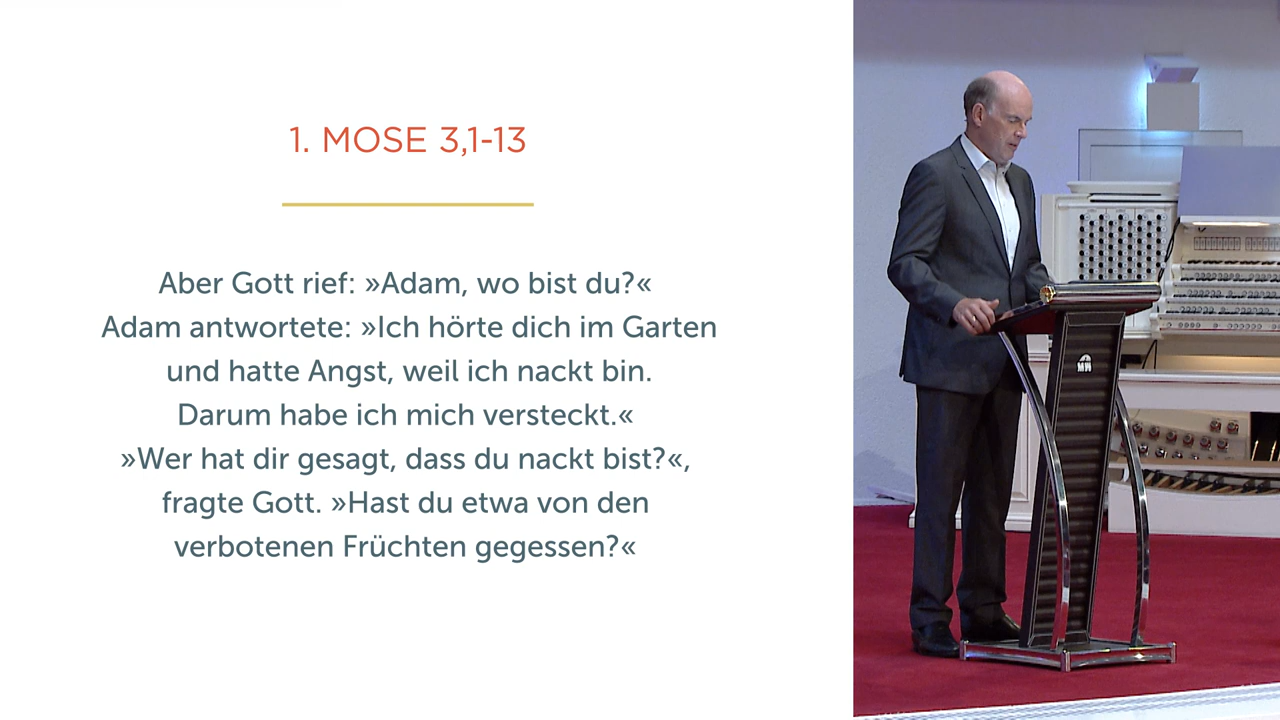 1. MOSE 3,1-13
Aber Gott rief: »Adam, wo bist du?«
Adam antwortete: »Ich hörte dich im Garten
und hatte Angst, weil ich nackt bin.
Darum habe ich mich versteckt.«
»Wer hat dir gesagt, dass du nackt bist?«,
fragte Gott. »Hast du etwa von den
verbotenen Früchten gegessen?«
MW